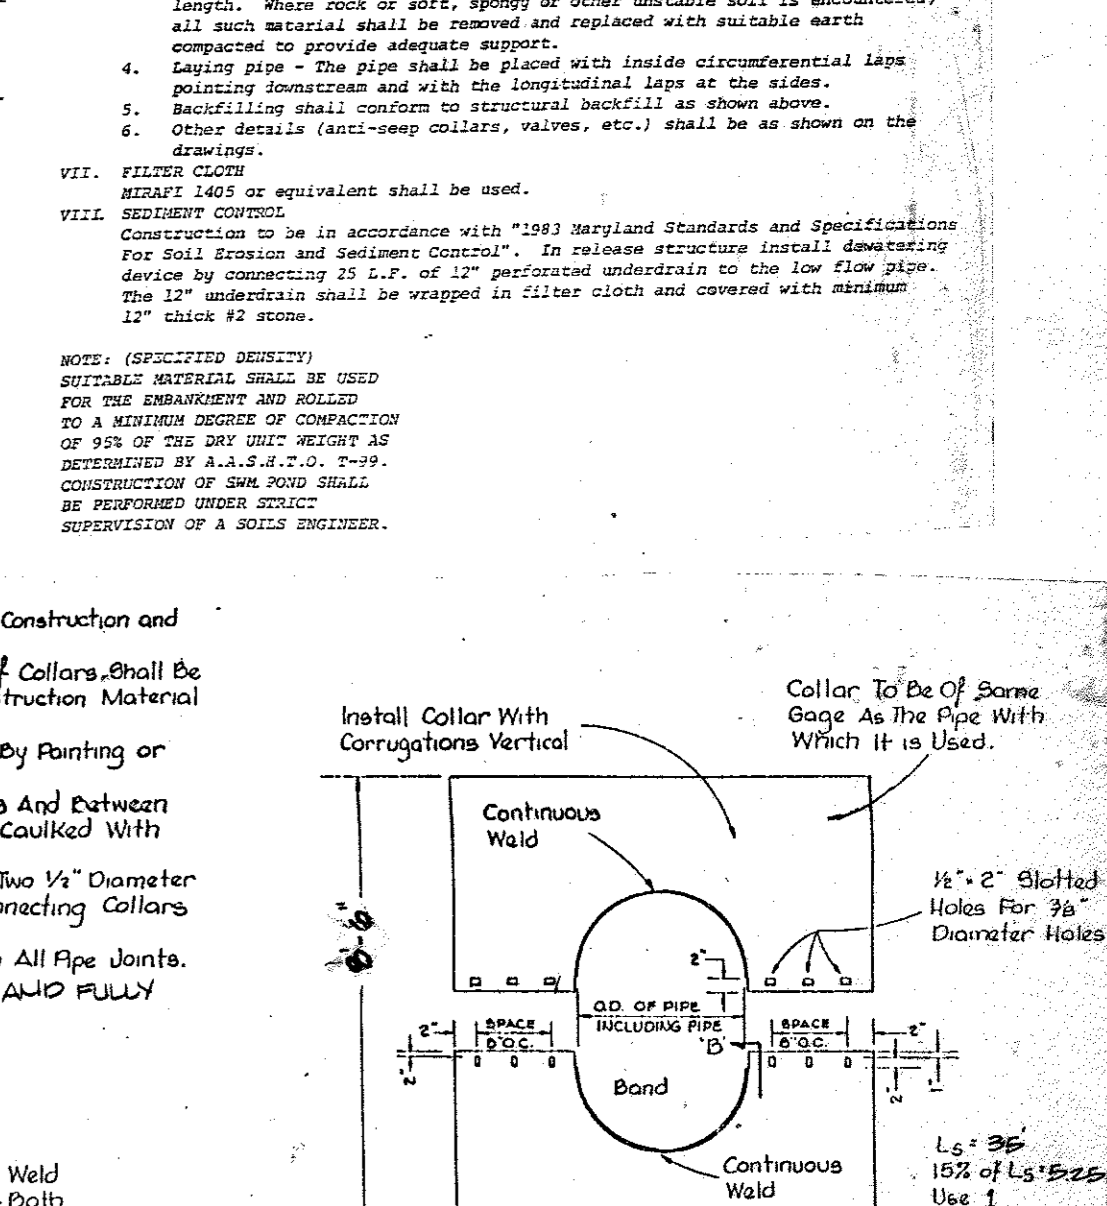 length. Where rock or soft, spongy or other unstable soil is encountered,
all such material shall be removed and replaced with suitable earth
compacted to provide adequate support.
4. Laying pipe - The pipe shall be placed with inside circumferential laps
pointing downstream and with the longitudinal laps at the sides.
5. Backfilling shall conform to structural backfill as shown above.
6. Other details (anti-seep collars, valves, etc.) shall be as shown on the
drawings.
VII. FILTER CLOTH
MIRAFI 140S or equivalent shall be used.
VIII. SEDIMENT CONTROL
Construction to be in accordance with "1983 Maryland Standards and Specifications
For Soil Erosion and Sediment Control". In release structure install dewatering
device by connecting 25 L.F. of 12" perforated underdrain to the low flow pipe.
The 12" underdrain shall be wrapped in filter cloth and covered with minimum
12" thick #2 stone.
NOTE: (SPECIFIED DENSITY)
SUITABLE MATERIAL SHALL BE USED
FOR THE EMBANKMENT AND ROLLED
TO A MINIMUM DEGREE OF COMPACTION
OF 95% OF THE DRY UNIT WEIGHT AS
DETERMINED BY A.A.S.H.T.O. T-99.
CONSTRUCTION OF SWM POND SHALL
BE PERFORMED UNDER STRICT
SUPERVISION OF A SOILS ENGINEER.
Construction and
f Collars Shall Be
truction Material
By Painting or
s And Between
Caulked With
Two 1/2" Diameter
nnecting Collars
All Pipe Joints.
AND FULLY
Weld
Both
Install Collar With
Corrugations Vertical
Collar To Be Of Same
Gage As The Pipe With
Which It is Used.
Continuous
Weld
1/2" x 2" Slotted
Holes For 3/8"
Diameter Holes
2"
O.D. OF PIPE
INCLUDING PIPE
2"
SPACE
8" O.C.
'B'
SPACE
8" O.C.
2"
2"
2"
1"
Band
Continuous
Weld
Ls = 35'
15% of Ls = 5.25
Use 1